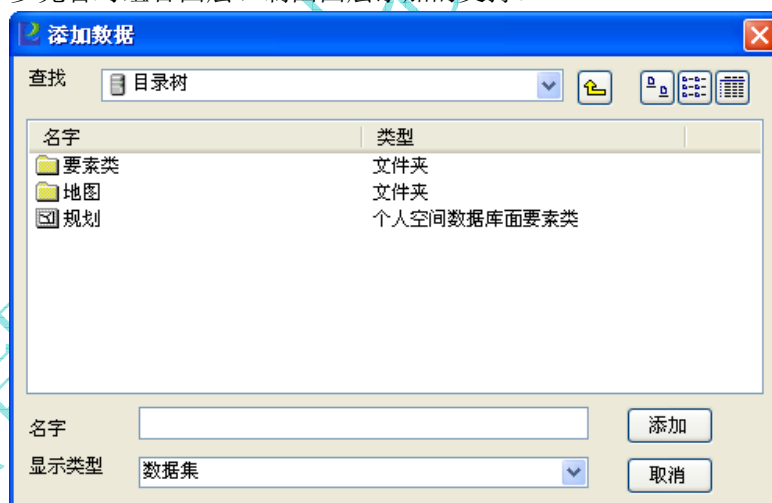 添加数据
查找 目录树
名字 类型
要素类 文件夹
地图 文件夹
规划 个人空间数据库面要素类
名字 添加
显示类型 数据集 取消